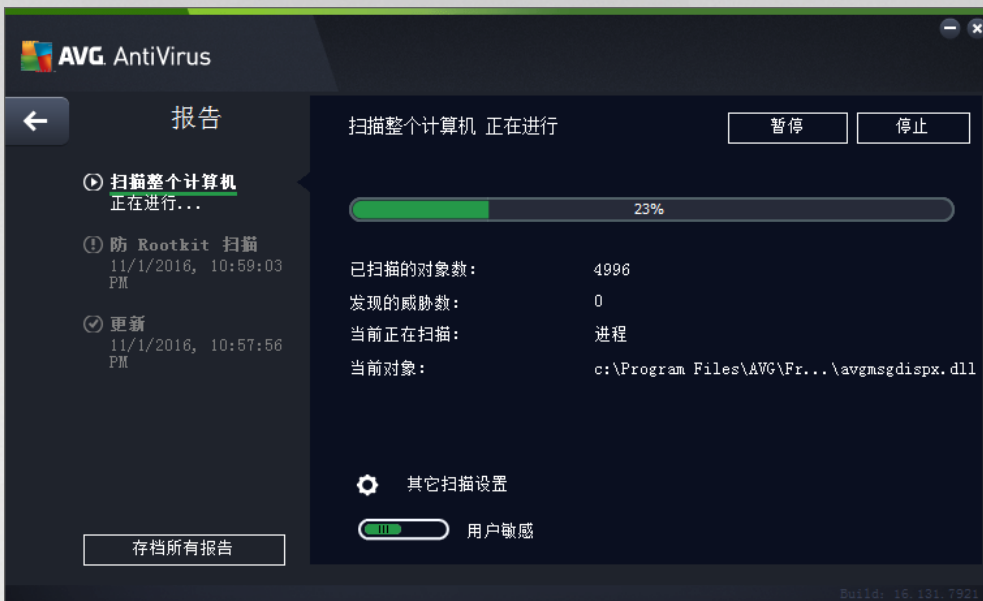 AVG AntiVirus
报告
扫描整个计算机
正在进行...
防 Rootkit 扫描
11/1/2016, 10:59:03
PM
更新
11/1/2016, 10:57:56
PM
存档所有报告
扫描整个计算机 正在进行
暂停
停止
23%
已扫描的对象数: 4996
发现的威胁数: 0
当前正在扫描: 进程
当前对象: c:\Program Files\AVG\Fr...\avgmsgdispx.dll
其它扫描设置
用户敏感
Build: 16.131.7921